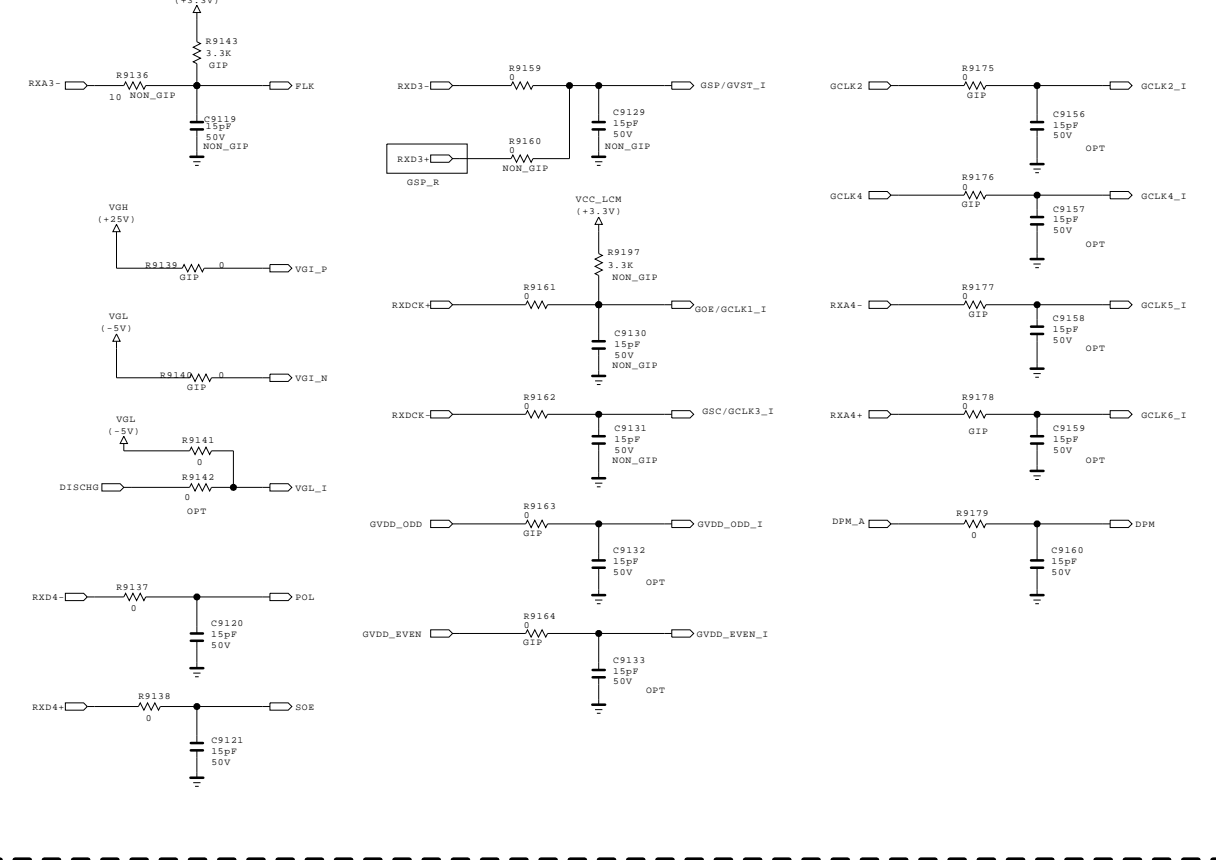 (+3.3V)
R9143
3.3K
GIP
RXA3-
R9136
10 NON_GIP
FLK
C9119
15pF
50V
NON_GIP
VGH
(+25V)
R9139
0
GIP
VGI_P
VGL
(-5V)
R9140
0
GIP
VGI_N
VGL
(-5V)
R9141
0
DISCHG
R9142
0
OPT
VGL_I
RXD4-
R9137
0
POL
C9120
15pF
50V
RXD4+
R9138
0
SOE
C9121
15pF
50V
RXD3-
R9159
0
GSP/GVST_I
C9129
15pF
50V
NON_GIP
RXD3+
GSP_R
R9160
0
NON_GIP
VCC_LCM
(+3.3V)
R9197
3.3K
NON_GIP
RXDCK+
R9161
0
GOE/GCLK1_I
C9130
15pF
50V
NON_GIP
RXDCK-
R9162
0
GSC/GCLK3_I
C9131
15pF
50V
NON_GIP
GVDD_ODD
R9163
0
GIP
GVDD_ODD_I
C9132
15pF
50V
OPT
GVDD_EVEN
R9164
0
GIP
GVDD_EVEN_I
C9133
15pF
50V
OPT
GCLK2
R9175
0
GIP
GCLK2_I
C9156
15pF
50V
OPT
GCLK4
R9176
0
GIP
GCLK4_I
C9157
15pF
50V
OPT
RXA4-
R9177
0
GIP
GCLK5_I
C9158
15pF
50V
OPT
RXA4+
R9178
0
GIP
GCLK6_I
C9159
15pF
50V
OPT
DPM_A
R9179
0
DPM
C9160
15pF
50V